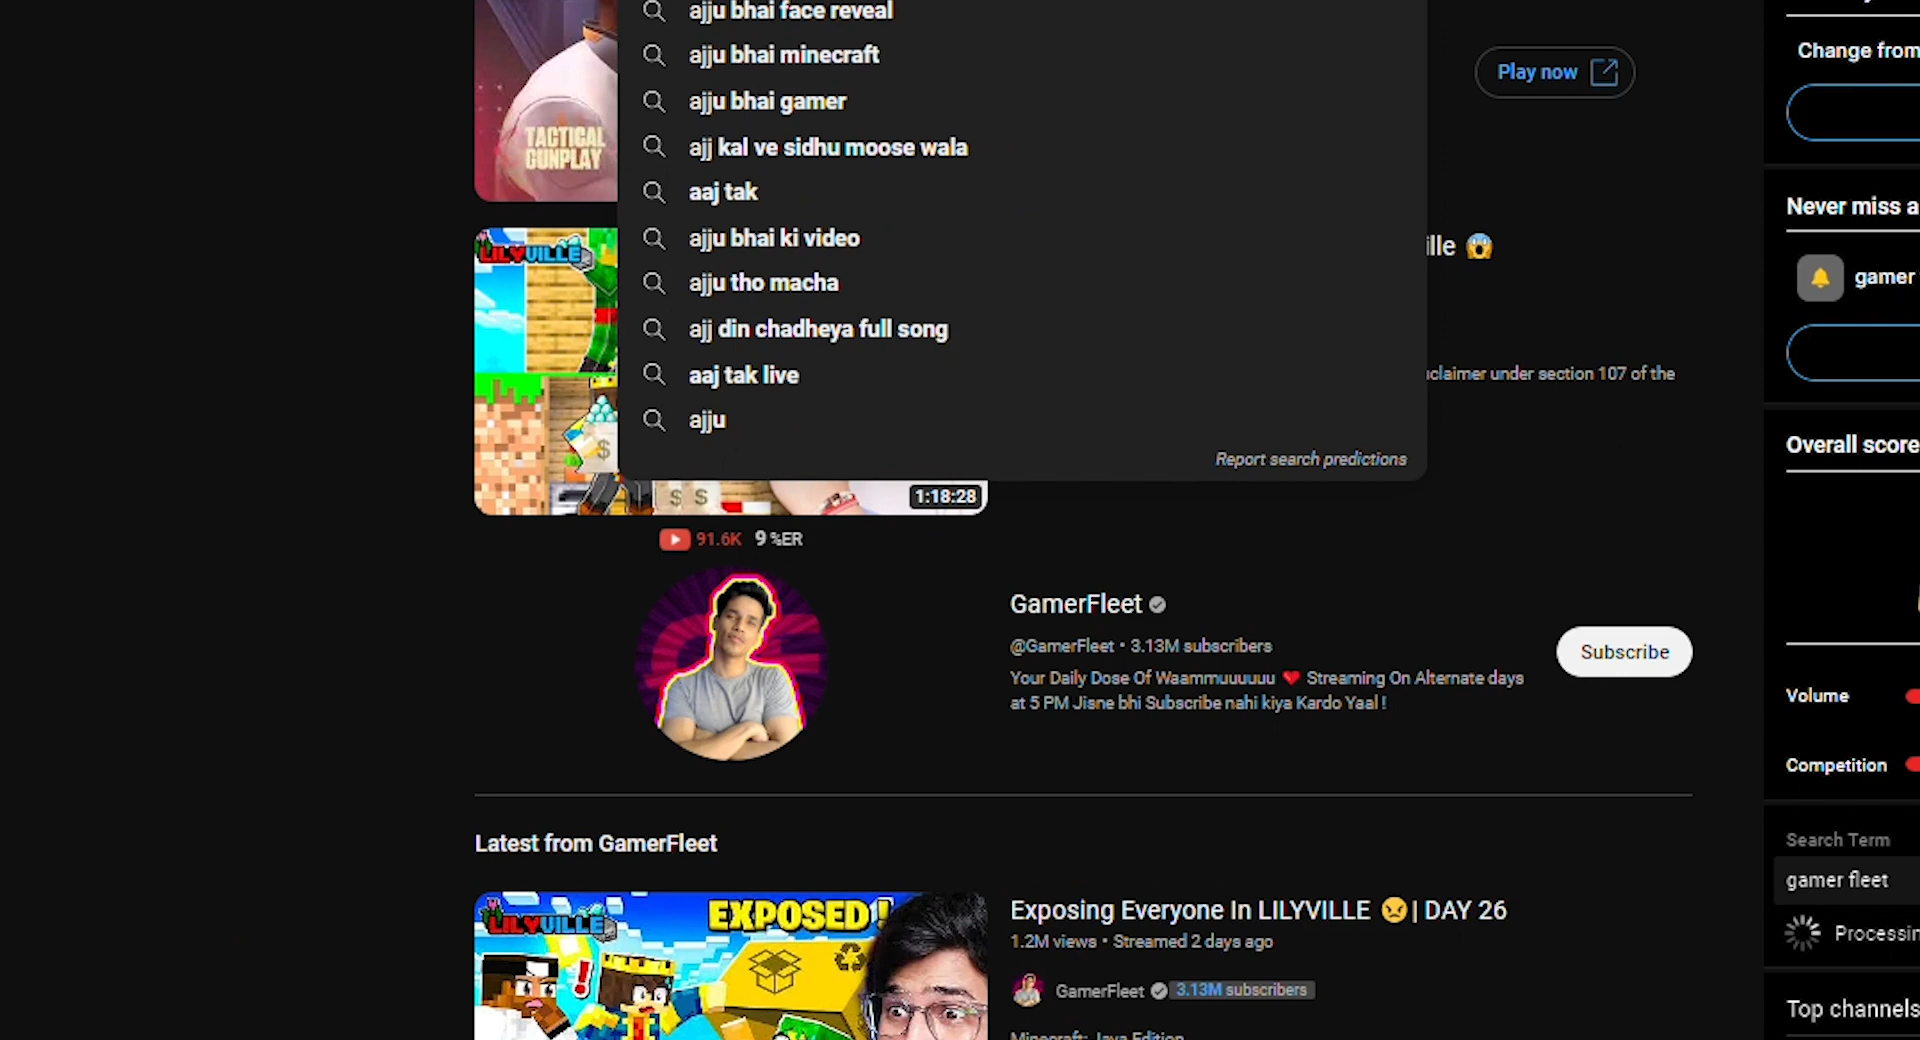 ajju bhai face reveal
ajju bhai minecraft
ajju bhai gamer
ajj kal ve sidhu moose wala
aaj tak
ajju bhai ki video
ajju tho macha
ajj din chadheya full song
aaj tak live
ajju
Report search predictions
TACTICAL
GUNPLAY
Play now
LILYVILLE
ille 😱
claimer under section 107 of the
$
$ $
1:18:28
91.6K 9 %ER
GamerFleet
@GamerFleet • 3.13M subscribers
Your Daily Dose Of Waammuuuuuu ❤ Streaming On Alternate days
at 5 PM Jisne bhi Subscribe nahi kiya Kardo Yaal !
Subscribe
Latest from GamerFleet
LILYVILLE
EXPOSED !
Exposing Everyone In LILYVILLE 😠| DAY 26
1.2M views • Streamed 2 days ago
GamerFleet 3.13M subscribers
Minecraft: Java Edition
Change from
Never miss a
gamer
Overall score
Volume
Competition
Search Term
gamer fleet
Processin
Top channels